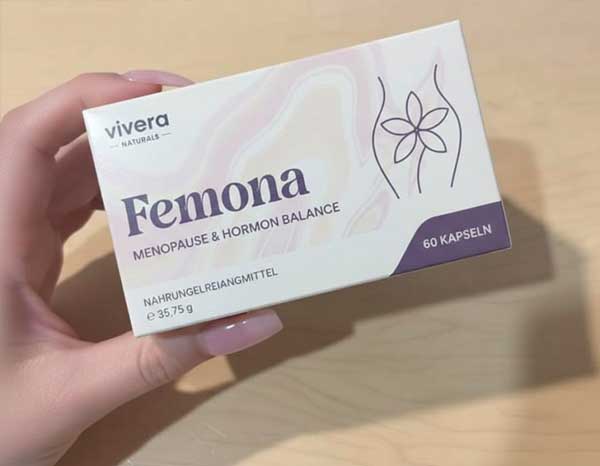 vivera
— NATURALS —
Femona
MENOPAUSE & HORMON BALANCE
60 KAPSELN
NAHRUNGELREIANGMITTEL
℮ 35,75 g